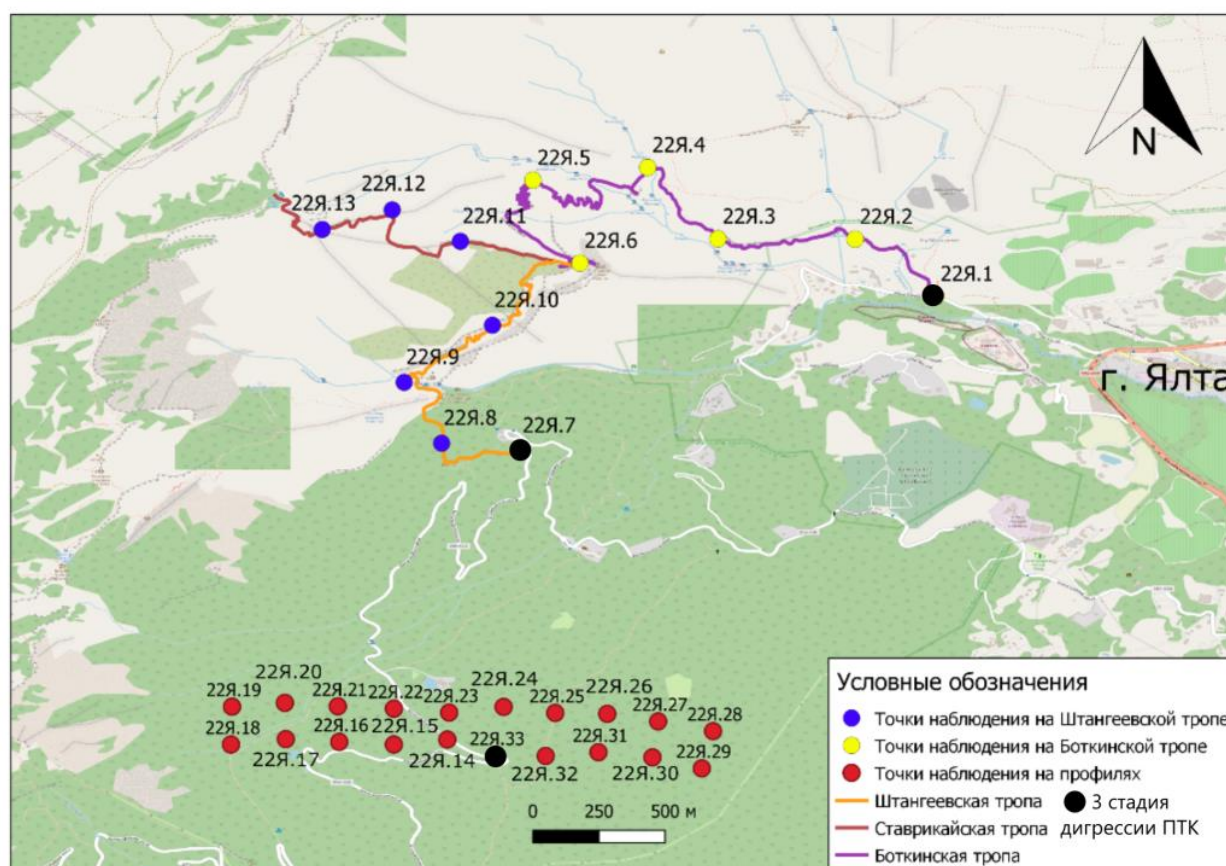 N
22Я.4
22Я.5
22Я.12
22Я.13
22Я.11
22Я.3
22Я.2
22Я.6
22Я.1
22Я.10
22Я.9
г. Ялта
22Я.8
22Я.7
22Я.20
22Я.24
22Я.19
22Я.21
22Я.22
22Я.23
22Я.25
22Я.26
22Я.27
22Я.28
22Я.18
22Я.16
22Я.15
22Я.33
22Я.31
22Я.29
22Я.17
22Я.14
22Я.32
22Я.30
0 250 500 м
Условные обозначения
Точки наблюдения на Штангеевской тропе
Точки наблюдения на Боткинской тропе
Точки наблюдения на профилях
Штангеевская тропа
3 стадия
Ставрикайская тропа
дигрессии ПТК
Боткинская тропа